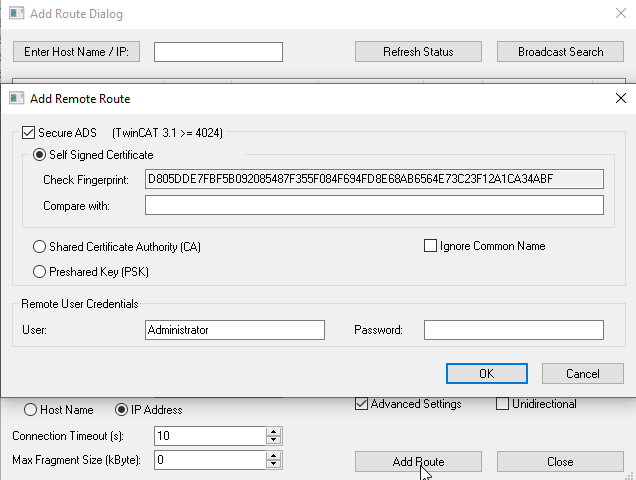 Add Route Dialog
Enter Host Name / IP:
Refresh Status
Broadcast Search
Add Remote Route
Secure ADS (TwinCAT 3.1 >= 4024)
Self Signed Certificate
Check Fingerprint: D805DDE7FBF5B092085487F355F084F694FD8E68AB6564E73C23F12A1CA34ABF
Compare with:
Shared Certificate Authority (CA)
Ignore Common Name
Preshared Key (PSK)
Remote User Credentials
User: Administrator Password:
OK Cancel
Host Name IP Address Advanced Settings Unidirectional
Connection Timeout (s): 10
Max Fragment Size (kByte): 0 Add Route Close